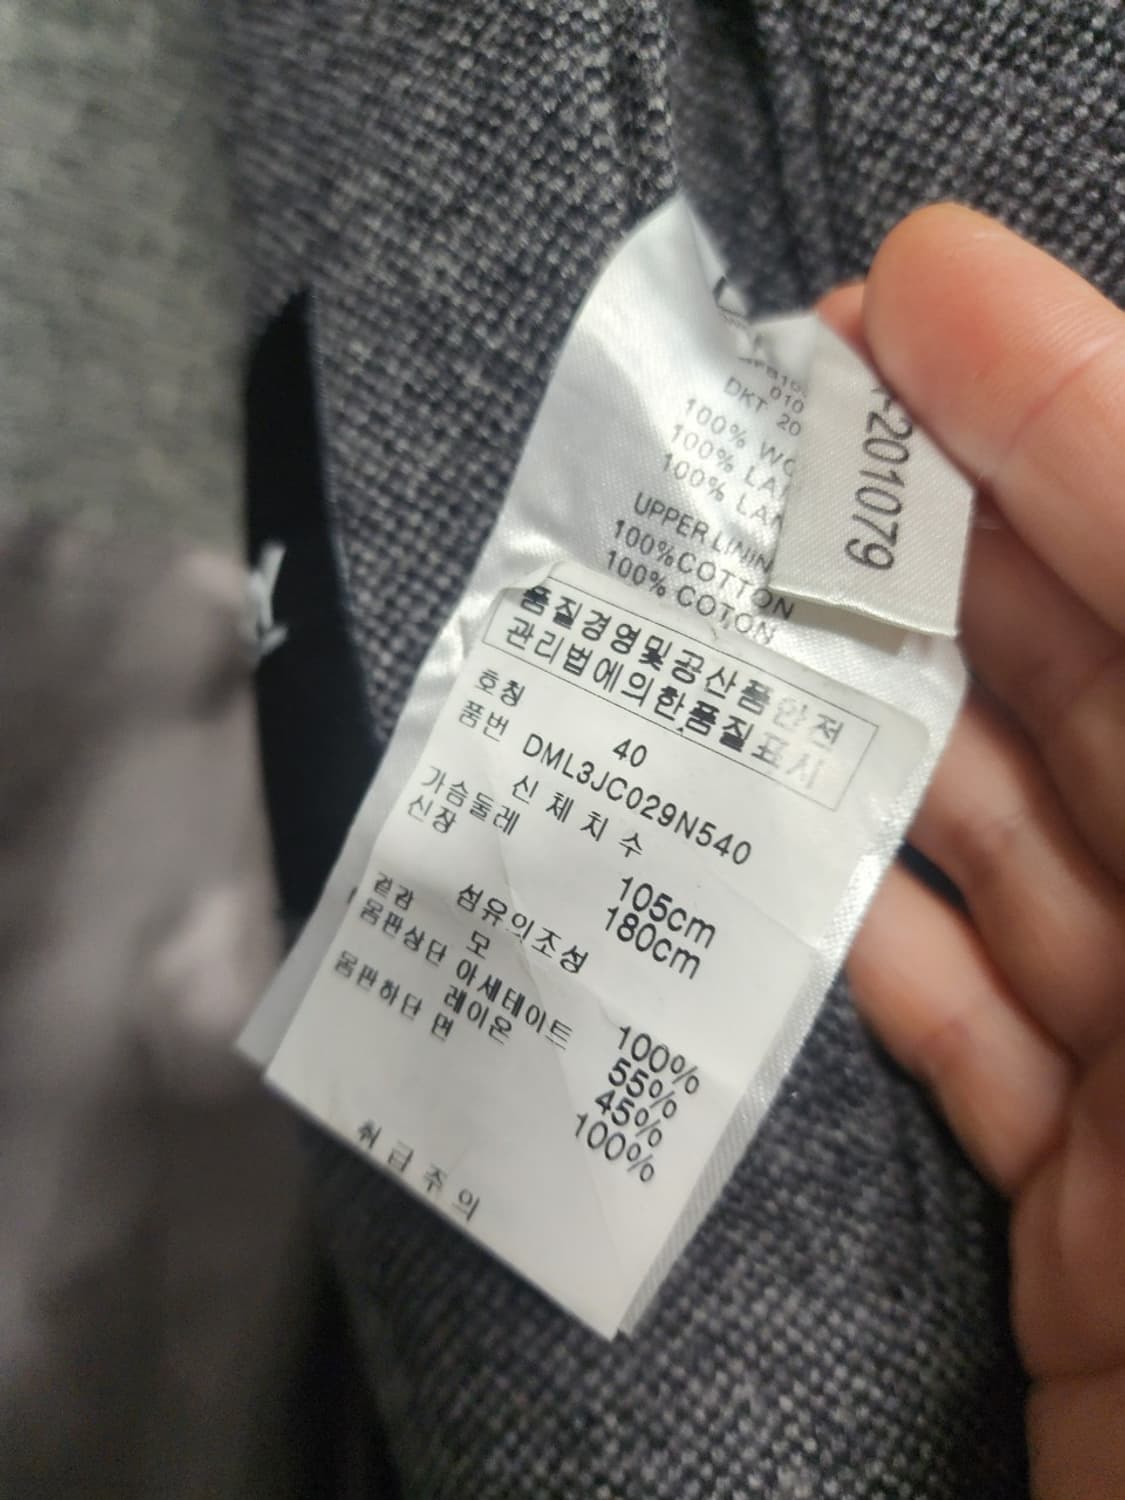 010
DKT 20
100% WO
100% LA
100% LAN
UPPER LININ
100%COTTON
100% COTON
-201079
품질경영및공산품안전
관리법에의한품질표시
호칭 40
품번 DML3JC029N540
신체치수
가슴둘레 105cm
신장 180cm
섬유의조성
겉감 모 100%
몸판상단 아세테이트 55%
레이온 45%
몸판하단 면 100%
취급주의